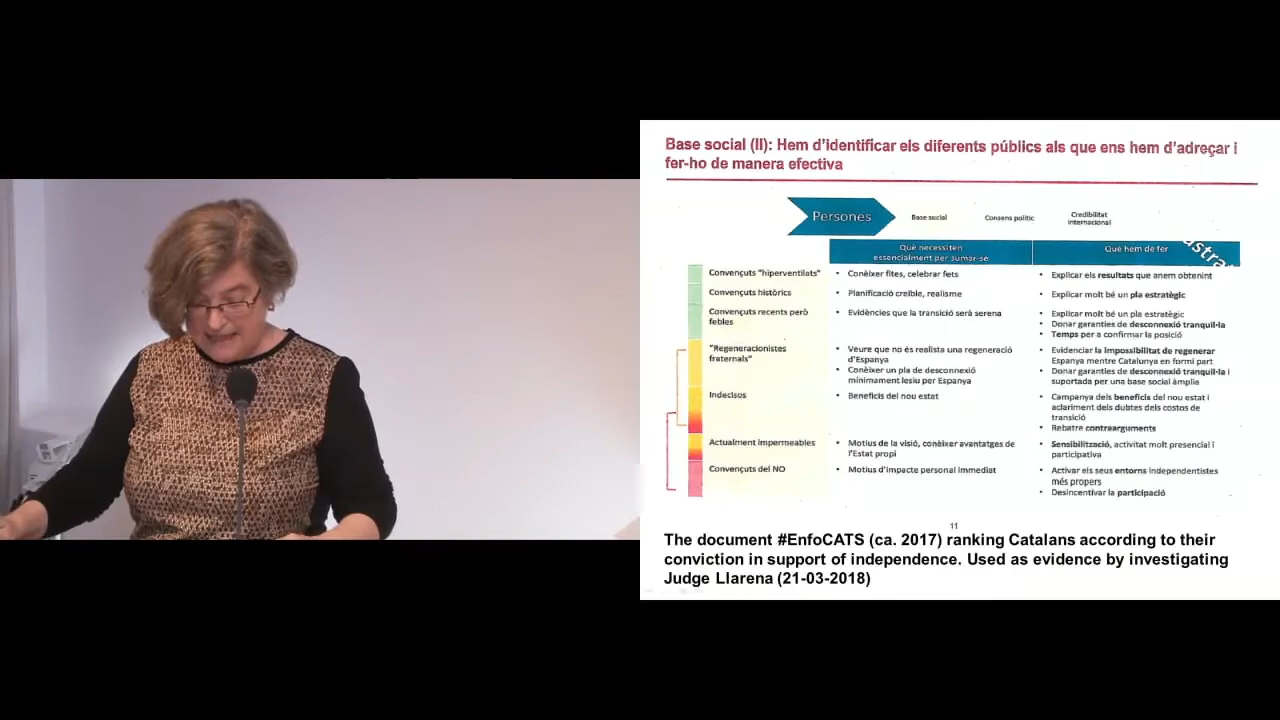 Base social (II): Hem d'identificar els diferents públics als que ens hem d'adreçar i
fer-ho de manera efectiva
Persones
Base social
Consens polític
Credibilitat
internacional
Què necessiten
essencialment per sumar-se
Què hem de fer
Convençuts "hiperventilats"
• Conèixer fites, celebrar fets
• Explicar els resultats que anem obtenint
Convençuts històrics
• Planificació creïble, realisme
• Explicar molt bé un pla estratègic
Convençuts recents però
febles
• Evidències que la transició serà serena
• Explicar molt bé un pla estratègic
• Donar garanties de desconnexió tranquil·la
• Temps per a confirmar la posició
"Regeneracionistes
fraternals"
• Veure que no és realista una regeneració
d'Espanya
• Conèixer un pla de desconnexió
mínimament lesiu per Espanya
• Evidenciar la impossibilitat de regenerar
Espanya mentre Catalunya en formi part
• Donar garanties de desconnexió tranquil·la i
suportada per una base social àmplia
Indecisos
• Beneficis del nou estat
• Campanya dels beneficis del nou estat i
aclariment dels dubtes dels costos de
transició
• Rebatre contraarguments
Actualment impermeables
• Motius de la visió, conèixer avantatges de
l'Estat propi
• Sensibilització, activitat molt presencial i
participativa
Convençuts del NO
• Motius d'impacte personal immediat
• Activar els seus entorns independentistes
més propers
• Desincentivar la participació
11
The document #EnfoCATS (ca. 2017) ranking Catalans according to their
conviction in support of independence. Used as evidence by investigating
Judge Llarena (21-03-2018)